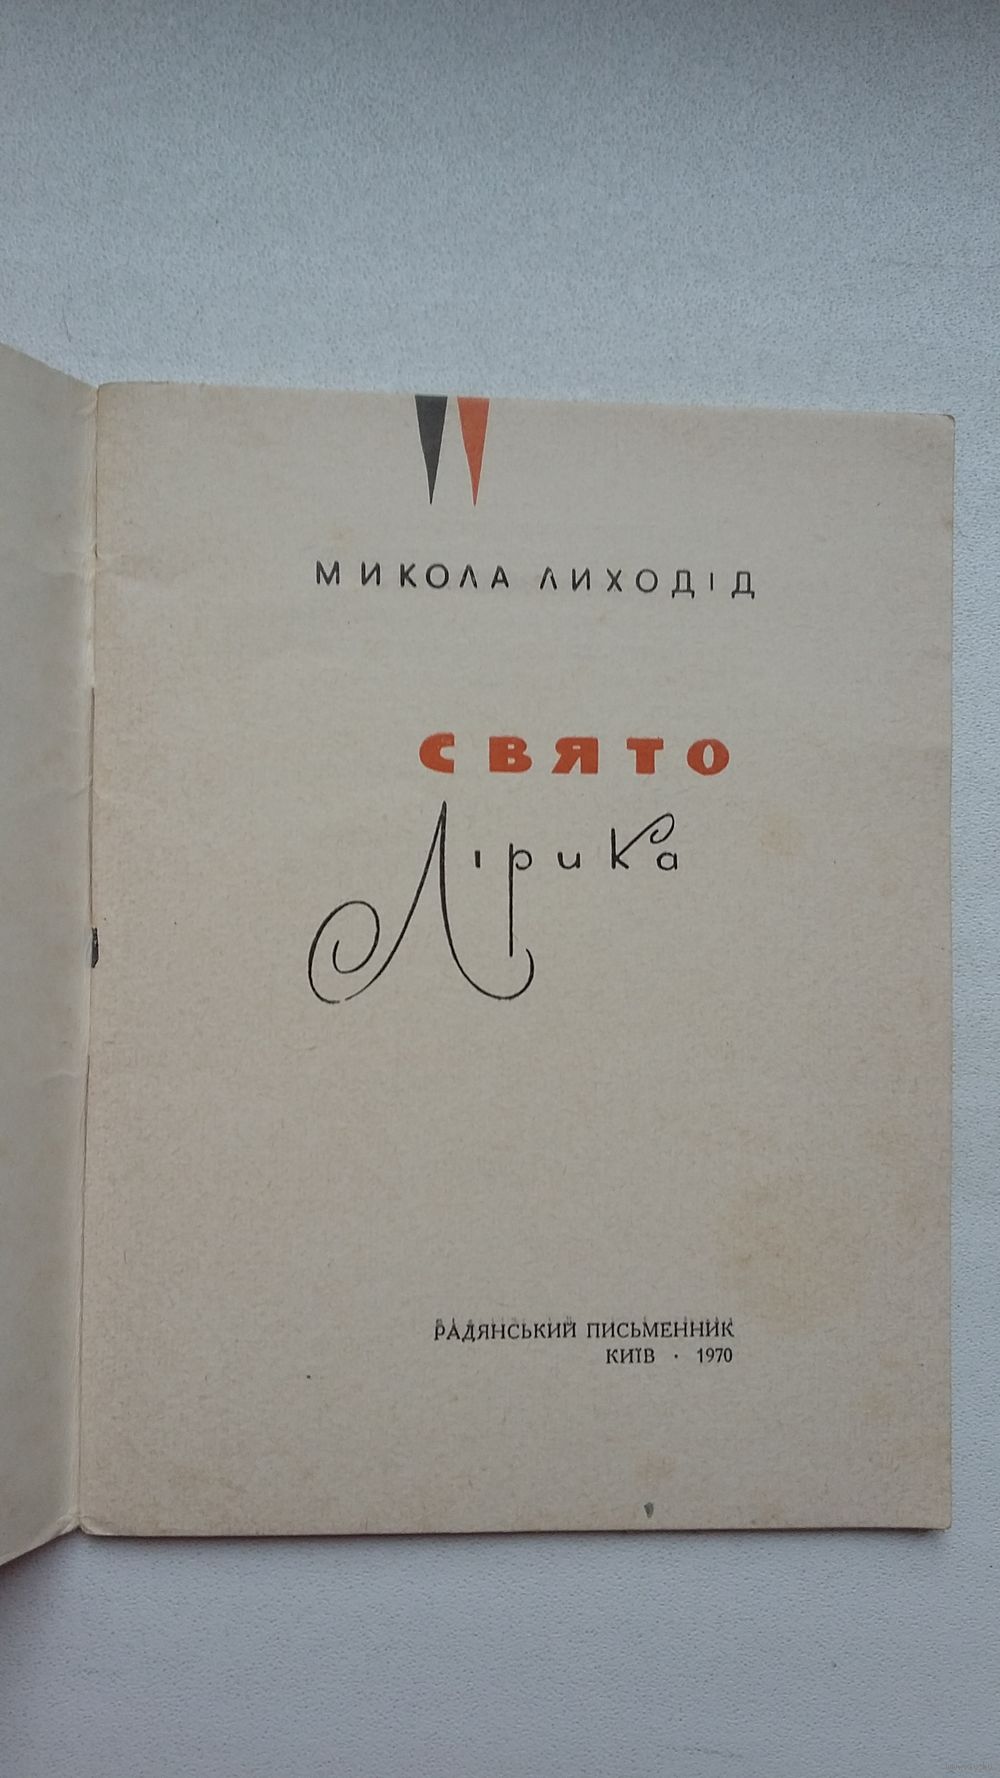 МИКОЛА ЛИХОДІД
СВЯТО
Лірика
РАДЯНСЬКИЙ ПИСЬМЕННИК
КИЇВ · 1970